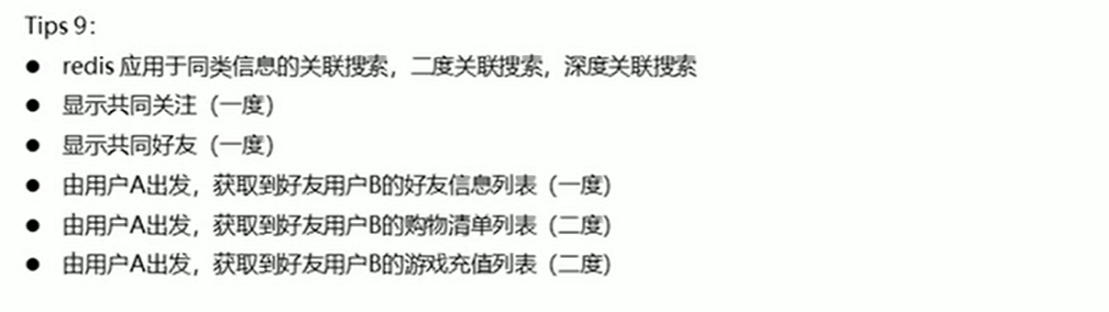 Tips 9：
● redis 应用于同类信息的关联搜索，二度关联搜索，深度关联搜索
● 显示共同关注（一度）
● 显示共同好友（一度）
● 由用户A出发，获取到好友用户B的好友信息列表（一度）
● 由用户A出发，获取到好友用户B的购物清单列表（二度）
● 由用户A出发，获取到好友用户B的游戏充值列表（二度）